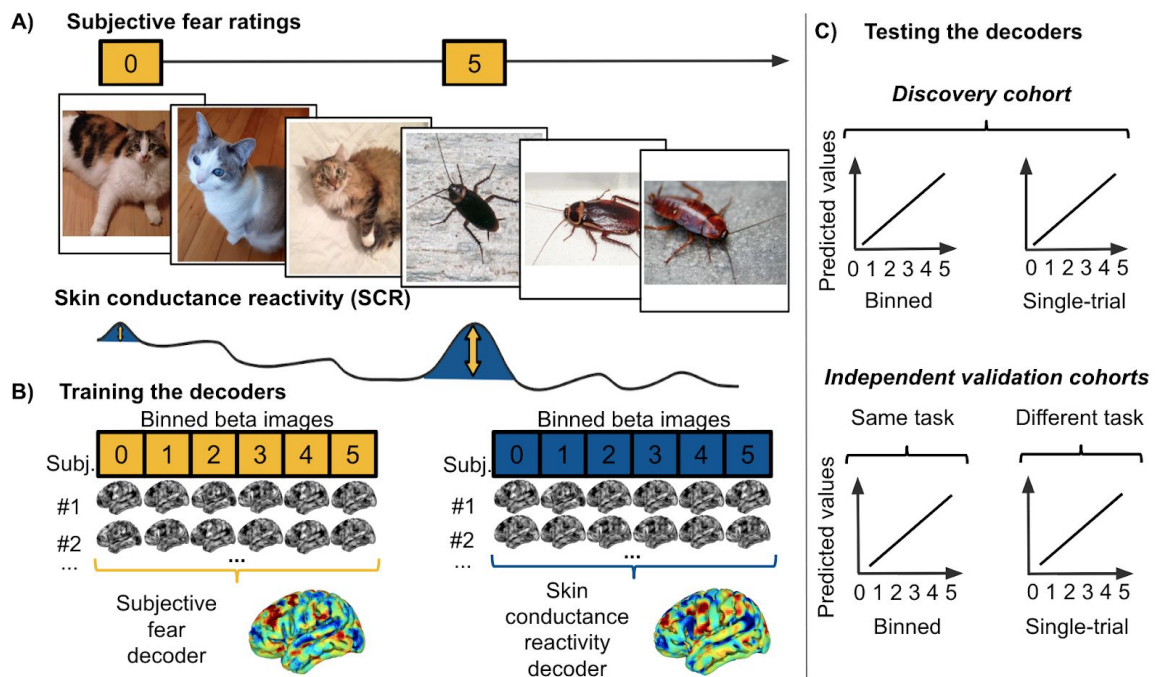 A) Subjective fear ratings
0 5
Skin conductance reactivity (SCR)
B) Training the decoders
Binned beta images
Subj. 0 1 2 3 4 5
#1
#2
...
...
Subjective
fear
decoder
Binned beta images
Subj. 0 1 2 3 4 5
#1
#2
...
...
Skin
conductance
reactivity
decoder
C) Testing the decoders
Discovery cohort
Predicted values
0 1 2 3 4 5
Binned
0 1 2 3 4 5
Single-trial
Independent validation cohorts
Same task
Different task
Predicted values
0 1 2 3 4 5
Binned
0 1 2 3 4 5
Single-trial